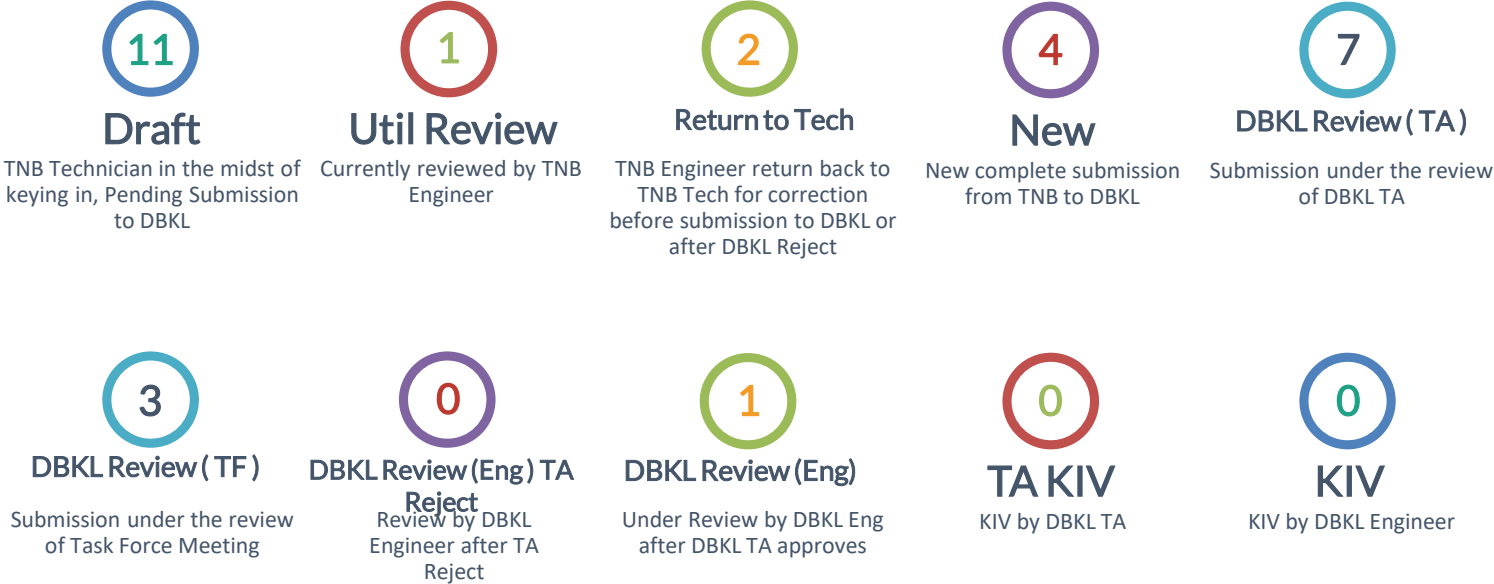 11
Draft
TNB Technician in the midst of
keying in, Pending Submission
to DBKL
1
Util Review
Currently reviewed by TNB
Engineer
2
Return to Tech
TNB Engineer return back to
TNB Tech for correction
before submission to DBKL or
after DBKL Reject
4
New
New complete submission
from TNB to DBKL
7
DBKL Review ( TA )
Submission under the review
of DBKL TA
3
DBKL Review ( TF )
Submission under the review
of Task Force Meeting
0
DBKL Review (Eng ) TA
Reject
Review by DBKL
Engineer after TA
Reject
1
DBKL Review (Eng)
Under Review by DBKL Eng
after DBKL TA approves
0
TA KIV
KIV by DBKL TA
0
KIV
KIV by DBKL Engineer